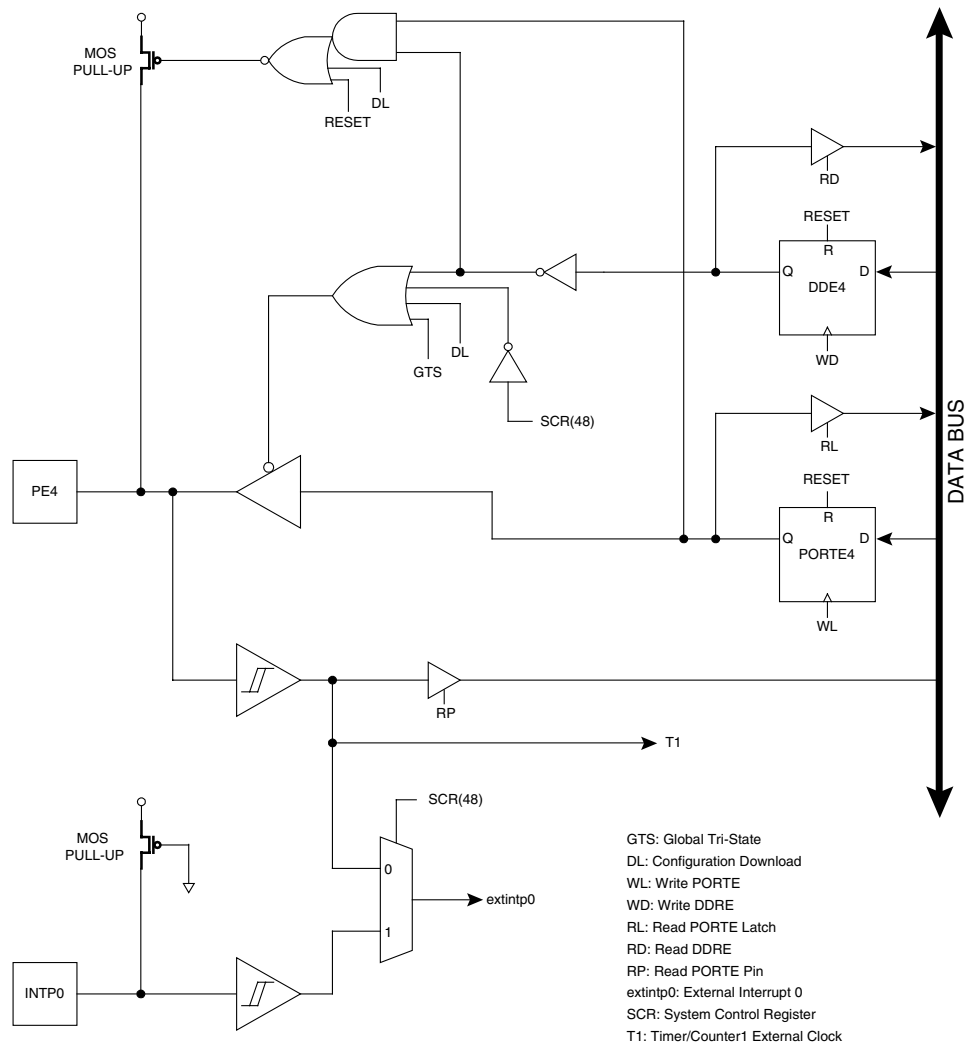 MOS
PULL-UP
DL
RESET
RD
RESET
R
Q
D
DDE4
WD
DL
GTS
SCR(48)
RL
DATA BUS
PE4
RESET
R
Q
D
PORTE4
WL
RP
T1
SCR(48)
MOS
PULL-UP
0
extintp0
1
INTP0
GTS: Global Tri-State
DL: Configuration Download
WL: Write PORTE
WD: Write DDRE
RL: Read PORTE Latch
RD: Read DDRE
RP: Read PORTE Pin
extintp0: External Interrupt 0
SCR: System Control Register
T1: Timer/Counter1 External Clock